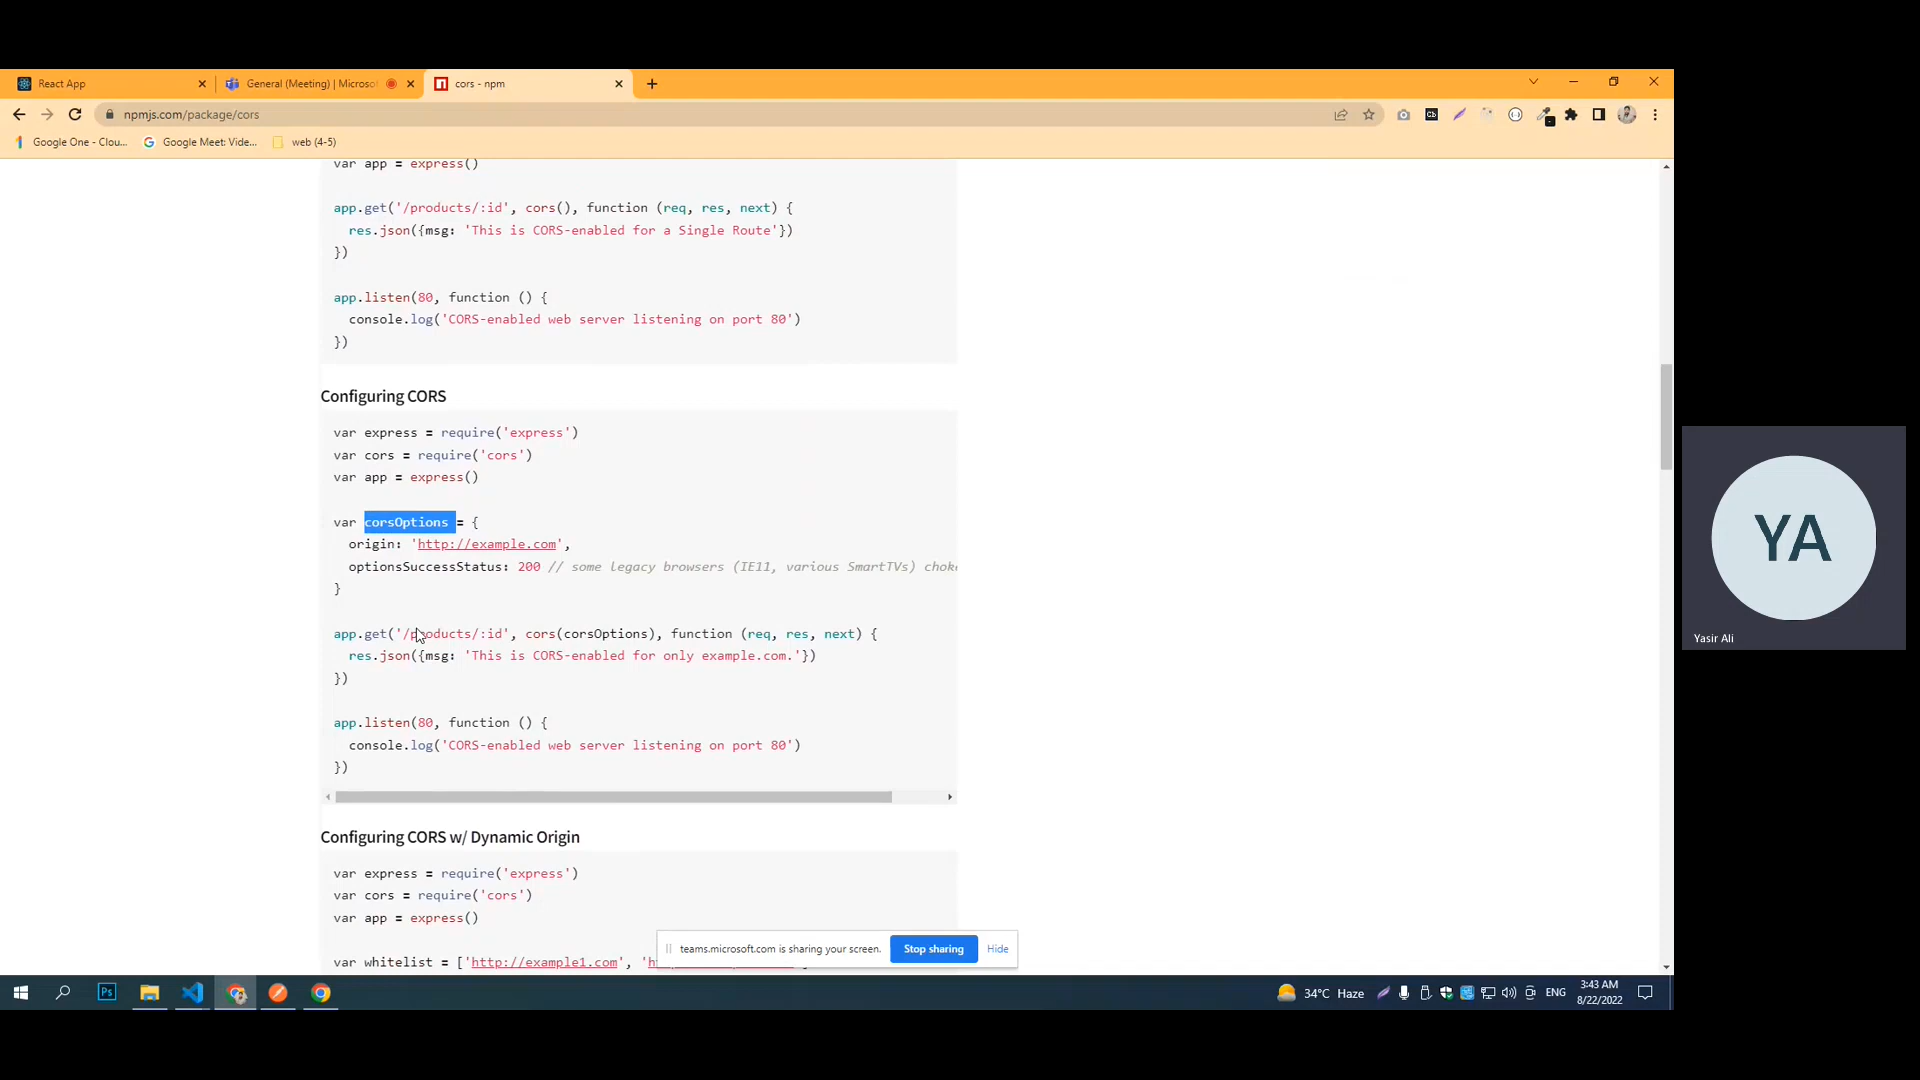 React App
General (Meeting) | Microso
cors - npm
npmjs.com/package/cors
Google One - Clou...
Google Meet: Vide...
web (4-5)
var app = express()
app.get('/products/:id', cors(), function (req, res, next) {
res.json({msg: 'This is CORS-enabled for a Single Route'})
})
app.listen(80, function () {
console.log('CORS-enabled web server listening on port 80')
})
Configuring CORS
var express = require('express')
var cors = require('cors')
var app = express()
var corsOptions = {
origin: 'http://example.com',
optionsSuccessStatus: 200 // some legacy browsers (IE11, various SmartTVs) choke
}
app.get('/products/:id', cors(corsOptions), function (req, res, next) {
res.json({msg: 'This is CORS-enabled for only example.com.'})
})
app.listen(80, function () {
console.log('CORS-enabled web server listening on port 80')
})
Configuring CORS w/ Dynamic Origin
var express = require('express')
var cors = require('cors')
var app = express()
var whitelist = ['http://example1.com', '
teams.microsoft.com is sharing your screen.
Stop sharing
Hide
YA
Yasir Ali
Ps
34°C Haze
ENG
3:43 AM
8/22/2022